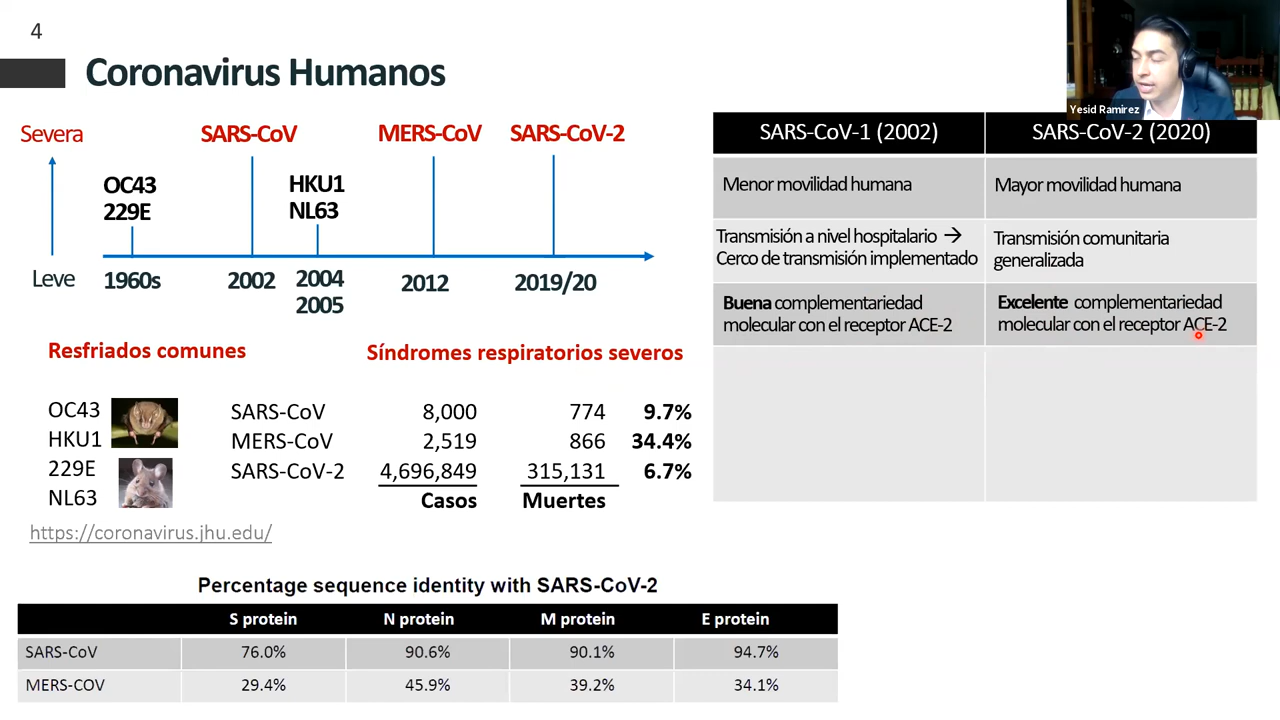 4
Coronavirus Humanos
Yesid Ramirez
Severa
SARS-CoV
MERS-CoV
SARS-CoV-2
OC43
229E
HKU1
NL63
Leve
1960s
2002
2004
2005
2012
2019/20
Resfriados comunes
Síndromes respiratorios severos
OC43
HKU1
229E
NL63
SARS-CoV 8,000 774 9.7%
MERS-CoV 2,519 866 34.4%
SARS-CoV-2 4,696,849 315,131 6.7%
Casos Muertes
https://coronavirus.jhu.edu/
SARS-CoV-1 (2002) SARS-CoV-2 (2020)
Menor movilidad humana
Mayor movilidad humana
Transmisión a nivel hospitalario →
Cerco de transmisión implementado
Transmisión comunitaria
generalizada
Buena complementariedad
molecular con el receptor ACE-2
Excelente complementariedad
molecular con el receptor ACE-2
Percentage sequence identity with SARS-CoV-2
S protein N protein M protein E protein
SARS-CoV 76.0% 90.6% 90.1% 94.7%
MERS-COV 29.4% 45.9% 39.2% 34.1%